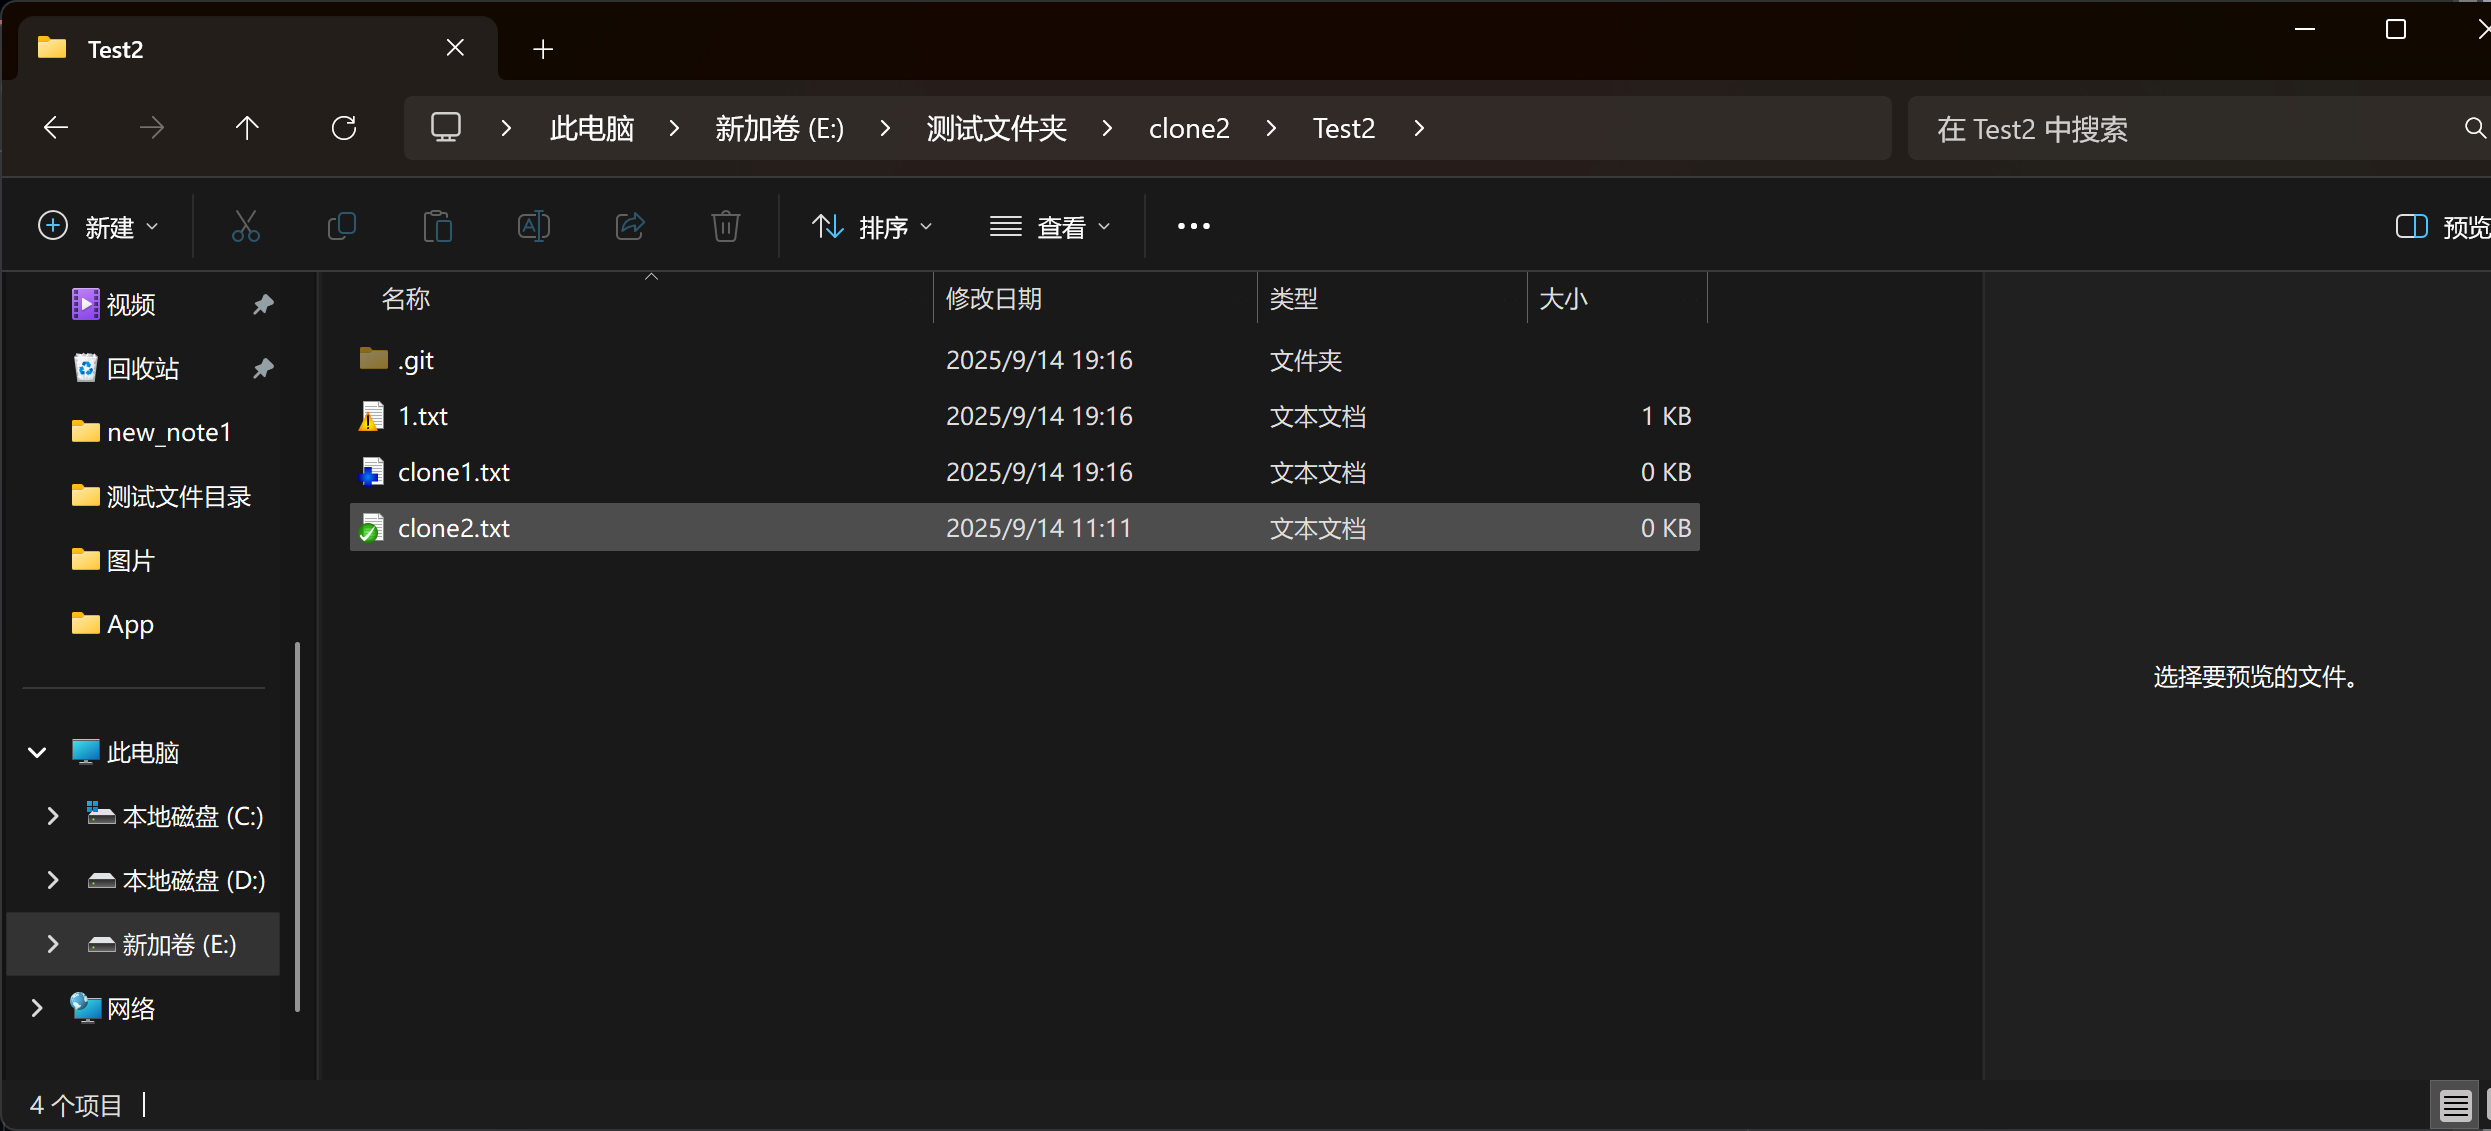 Test2
此电脑 新加卷 (E:) 测试文件夹 clone2 Test2
在 Test2 中搜索
新建 排序 查看 预览
名称 修改日期 类型 大小
.git 2025/9/14 19:16 文件夹
1.txt 2025/9/14 19:16 文本文档 1 KB
clone1.txt 2025/9/14 19:16 文本文档 0 KB
clone2.txt 2025/9/14 11:11 文本文档 0 KB
视频
回收站
new_note1
测试文件目录
图片
App
此电脑
本地磁盘 (C:)
本地磁盘 (D:)
新加卷 (E:)
网络
选择要预览的文件。
4 个项目